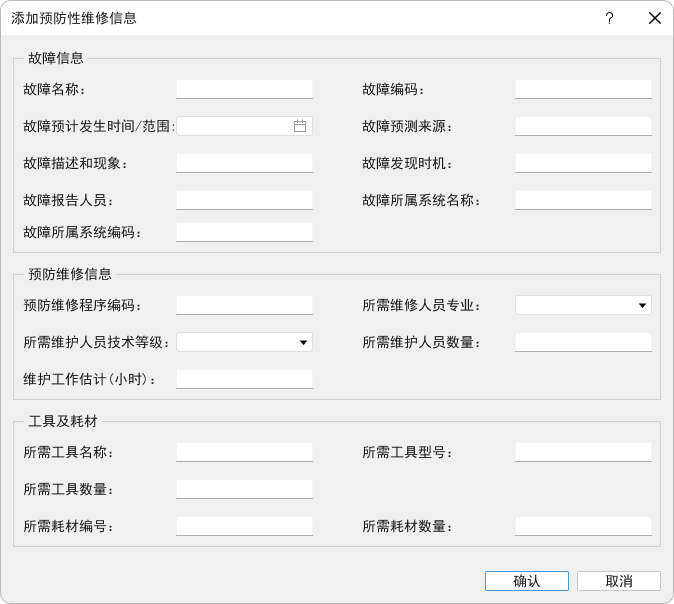 添加预防性维修信息
故障信息
故障名称: 故障编码:
故障预计发生时间/范围: 故障预测来源:
故障描述和现象: 故障发现时机:
故障报告人员: 故障所属系统名称:
故障所属系统编码:
预防维修信息
预防维修程序编码: 所需维修人员专业:
所需维护人员技术等级: 所需维护人员数量:
维护工作估计(小时):
工具及耗材
所需工具名称: 所需工具型号:
所需工具数量:
所需耗材编号: 所需耗材数量:
确认 取消